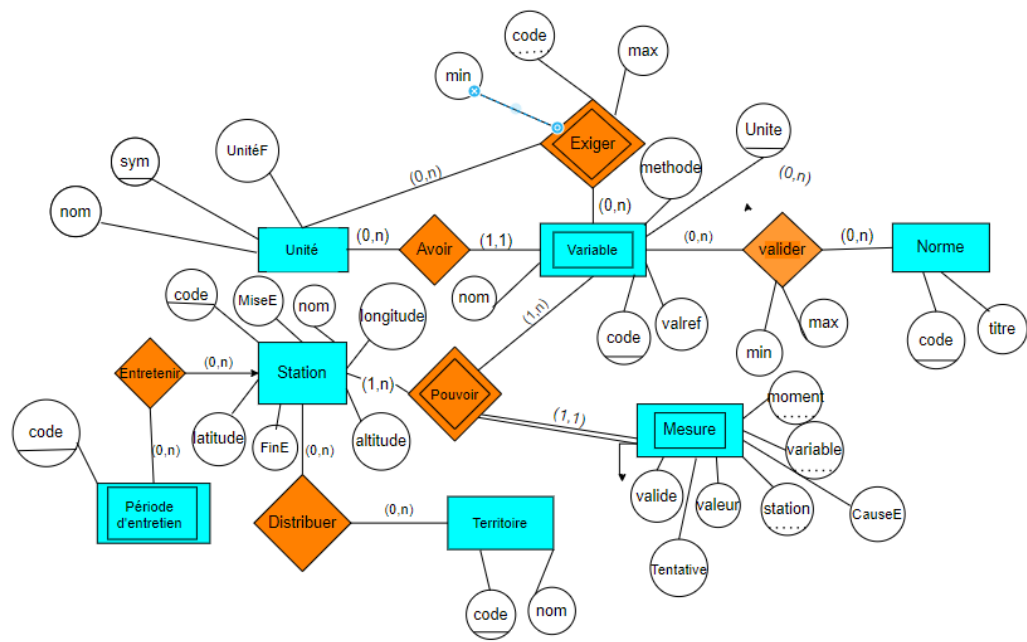 code
max
min
Exiger
Unite
UnitéF
sym
methode
(0,n)
(0,n)
nom
(0,n)
Unité
(0,n)
Avoir
(1,1)
Variable
(0,n)
valider
(0,n)
Norme
nom
MiseE
nom
code
longitude
(1,n)
code
valref
max
min
code
titre
Entretenir
(0,n)
Station
(1,n)
Pouvoir
moment
(1,1)
Mesure
code
(0,n)
latitude
FinE
(0,n)
altitude
variable
valide
valeur
station
CauseE
Période
d'entretien
Distribuer
(0,n)
Territoire
Tentative
code
nom